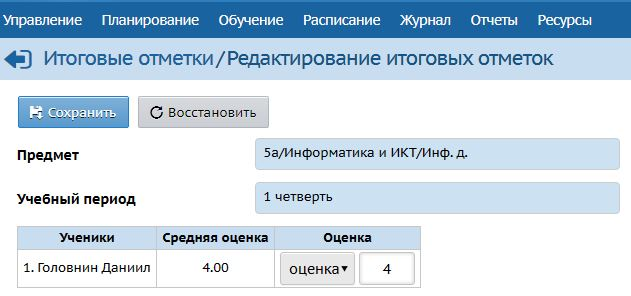 Управление Планирование Обучение Расписание Журнал Отчеты Ресурсы
Итоговые отметки/Редактирование итоговых отметок
Сохранить Восстановить
Предмет 5а/Информатика и ИКТ/Инф. д.
Учебный период 1 четверть
Ученики Средняя оценка Оценка
1. Головнин Даниил 4.00 оценка 4